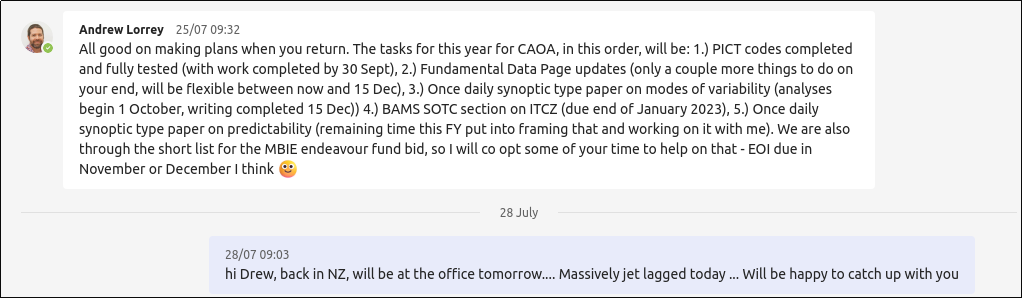 Andrew Lorrey 25/07 09:32
All good on making plans when you return. The tasks for this year for CAOA, in this order, will be: 1.) PICT codes completed
and fully tested (with work completed by 30 Sept), 2.) Fundamental Data Page updates (only a couple more things to do on
your end, will be flexible between now and 15 Dec), 3.) Once daily synoptic type paper on modes of variability (analyses
begin 1 October, writing completed 15 Dec)) 4.) BAMS SOTC section on ITCZ (due end of January 2023), 5.) Once daily
synoptic type paper on predictability (remaining time this FY put into framing that and working on it with me). We are also
through the short list for the MBIE endeavour fund bid, so I will co opt some of your time to help on that - EOI due in
November or December I think
28 July
28/07 09:03
hi Drew, back in NZ, will be at the office tomorrow.... Massively jet lagged today ... Will be happy to catch up with you